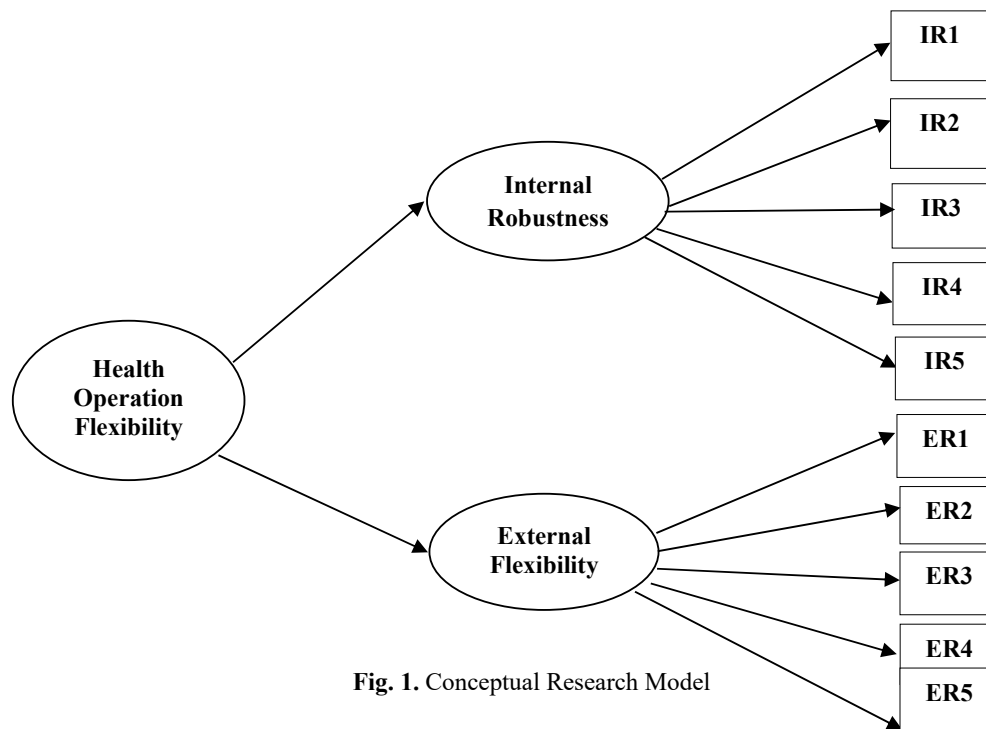 IR1
IR2
Internal
Robustness
IR3
IR4
IR5
Health
Operation
Flexibility
ER1
ER2
External
Flexibility
ER3
ER4
ER5
Fig. 1. Conceptual Research Model